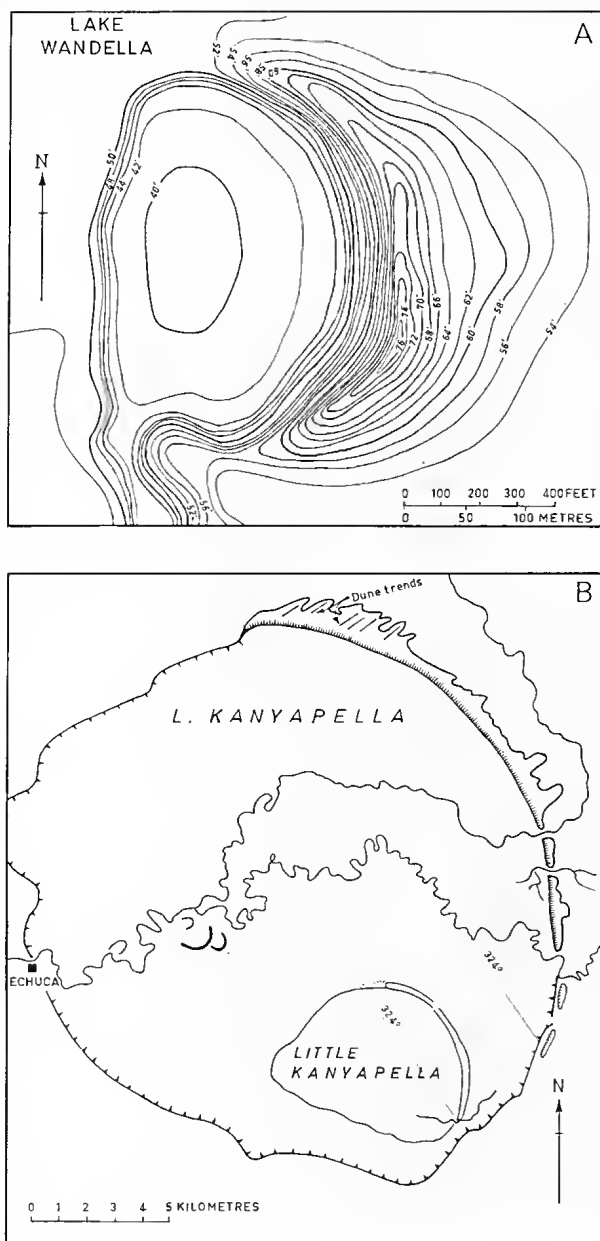 LAKE
WANDELLA
A
N
52
54
56
58
60
50'
48
44
42'
40'
76
74
72
70'
68'
66'
64'
62'
60'
58'
56'
54'
52'
56'
0 100 200 300 400 FEET
0 50 100 METRES
B
Dune trends
L. KANYAPELLA
ECHUCA
324°
324°
LITTLE
KANYAPELLA
N
0 1 2 3 4 5 KILOMETRES